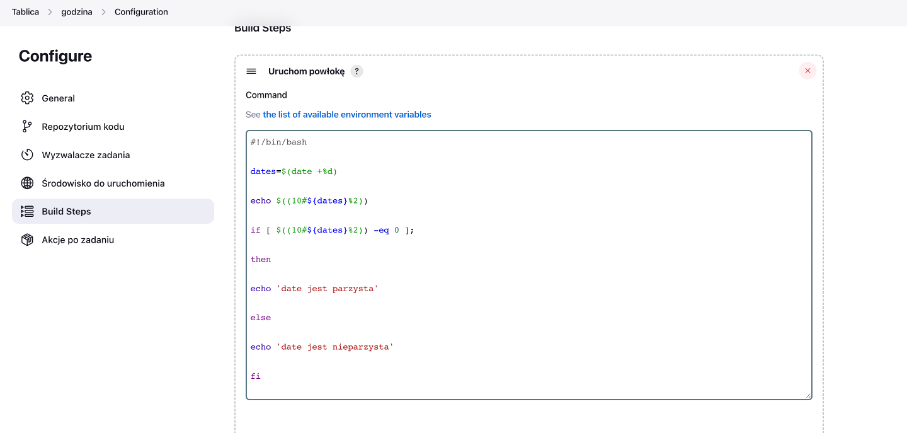 Tablica > godzina > Configuration
Build Steps
Configure
General
Repozytorium kodu
Wyzwalacze zadania
Środowisko do uruchomienia
Build Steps
Akcje po zadaniu
Uruchom powłokę ?
Command
See the list of available environment variables
#!/bin/bash
dates=$(date +%d)
echo $((10#${dates}%2))
if [ $((10#${dates}%2)) -eq 0 ];
then
echo 'date jest parzysta'
else
echo 'date jest nieparzysta'
fi